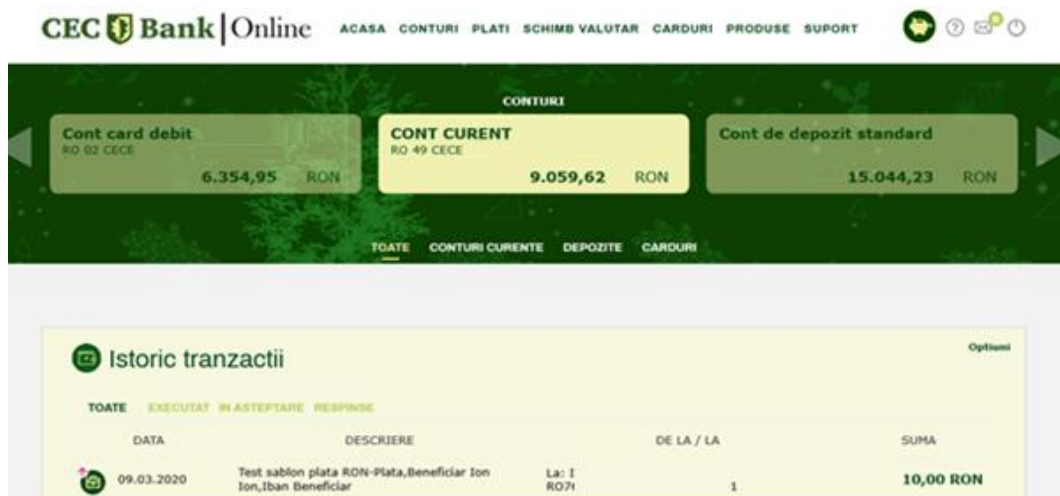 CEC Bank | Online ACASA CONTURI PLATI SCHIMB VALUTAR CARDURI PRODUSE SUPORT
CONTURI
Cont card debit
RO 02 CECE
6.354,95 RON
CONT CURENT
RO 49 CECE
9.059,62 RON
Cont de depozit standard
15.044,23 RON
TOATE CONTURI CURENTE DEPOZITE CARDURI
Istoric tranzactii
Optiuni
TOATE EXECUTAT IN ASTEPTARE RESPINSE
DATA DESCRIERE DE LA / LA SUMA
09.03.2020 Test sablon plata RON-Plata,Beneficiar Ion La: I 10,00 RON
Ion,Iban Beneficiar 1